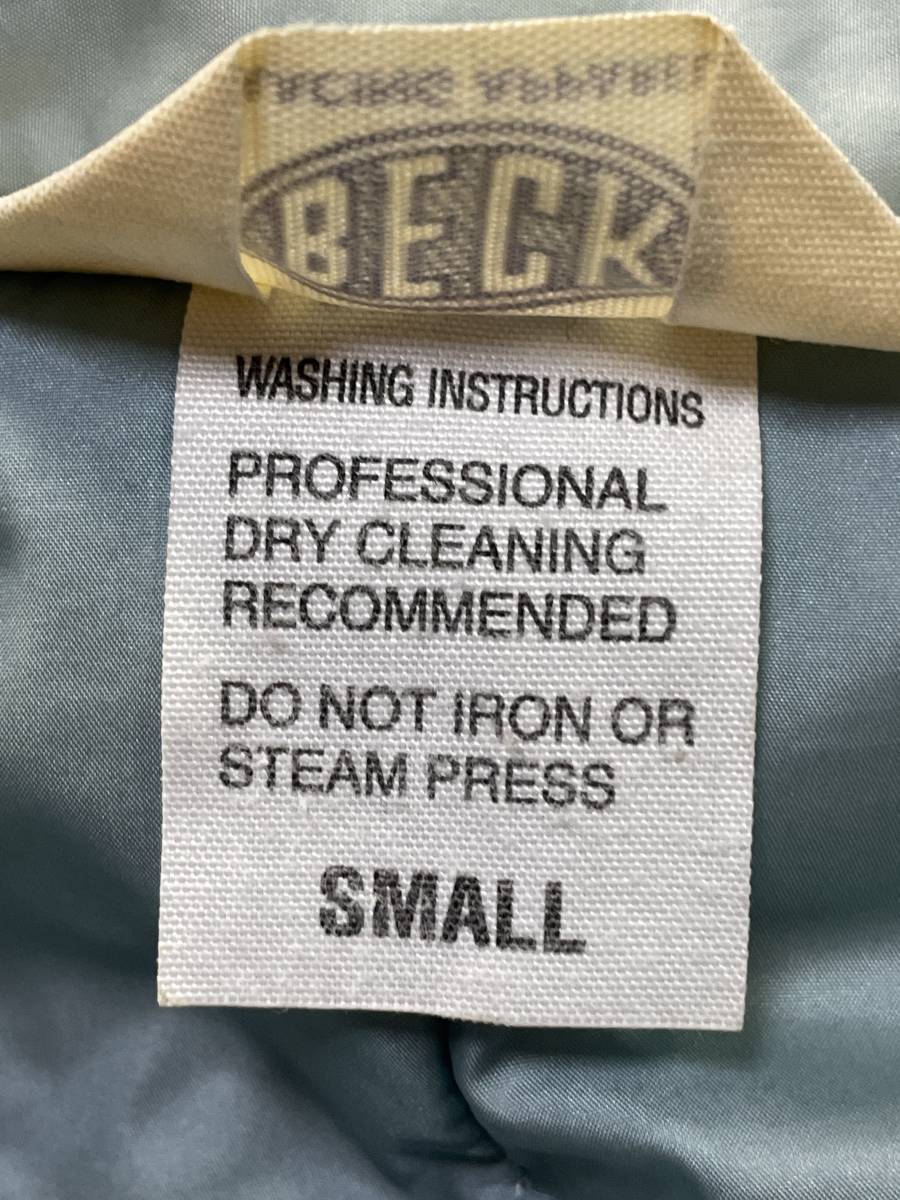 BECK
WASHING INSTRUCTIONS
PROFESSIONAL
DRY CLEANING
RECOMMENDED
DO NOT IRON OR
STEAM PRESS
SMALL